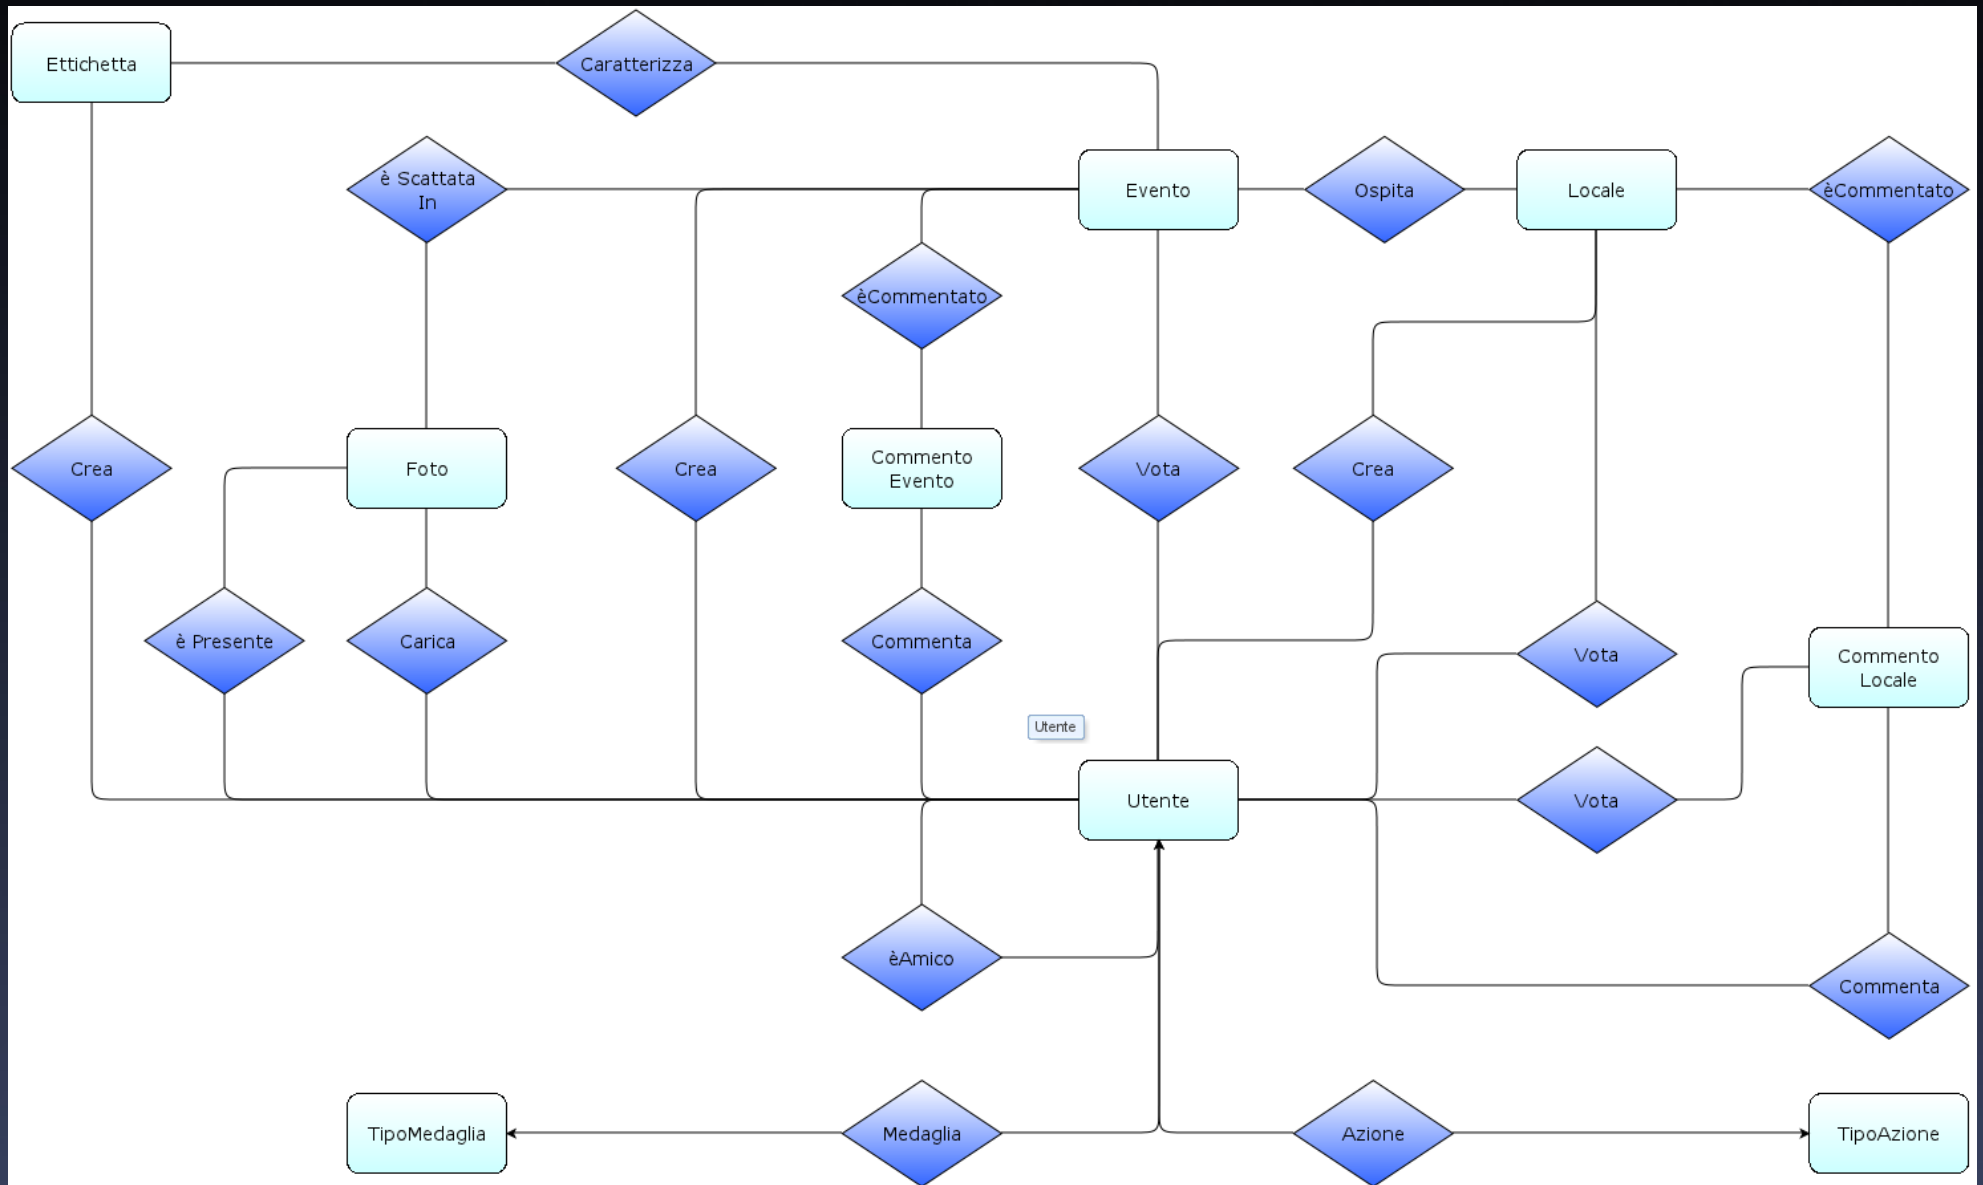 Ettichetta
Caratterizza
è Scattata
In
Evento
Ospita
Locale
èCommentato
èCommentato
Crea
Foto
Crea
Commento
Evento
Vota
Crea
è Presente
Carica
Commenta
Vota
Commento
Locale
Utente
Utente
Vota
èAmico
Commenta
TipoMedaglia
Medaglia
Azione
TipoAzione